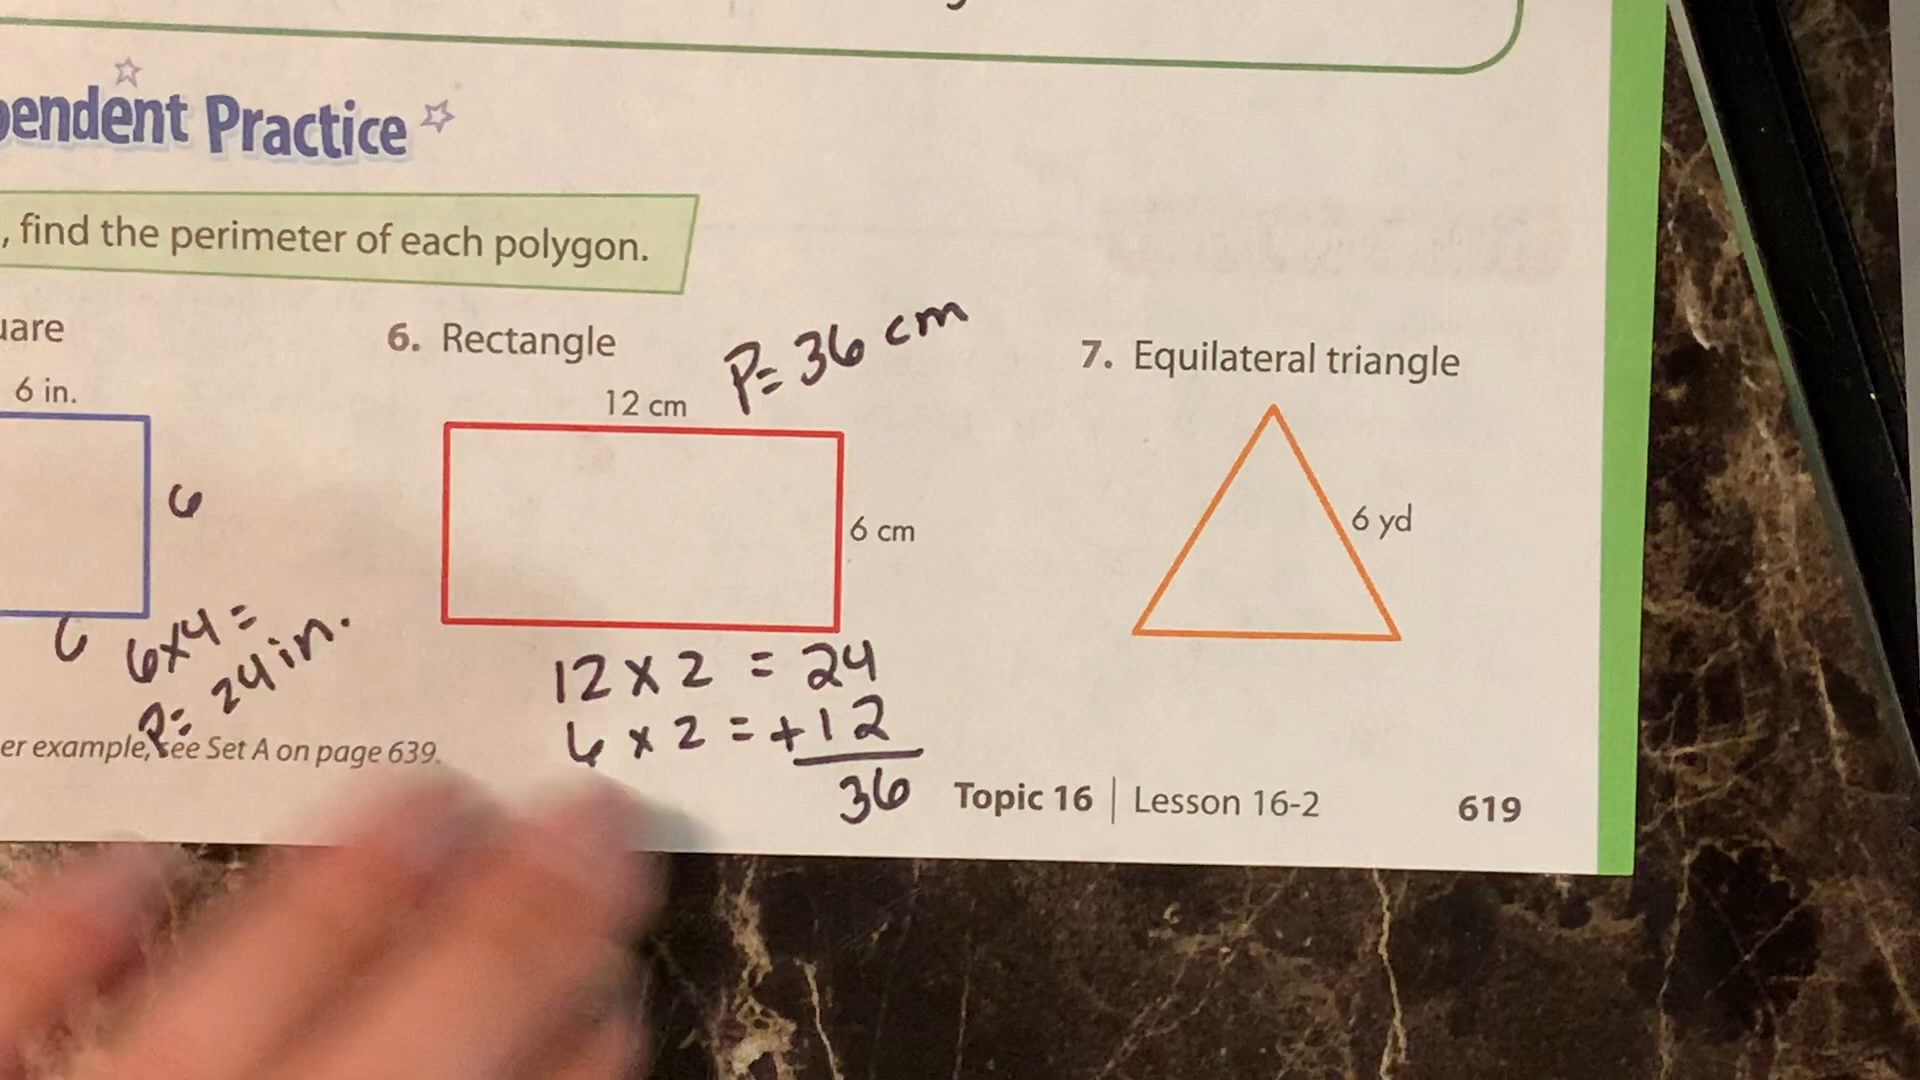 pendent Practice
, find the perimeter of each polygon.
uare
6 in.
6
6
6x4=
P= 24 in.
6. Rectangle
P= 36 cm
12 cm
6 cm
12 x 2 = 24
6 x 2 = +12
36
7. Equilateral triangle
6 yd
er example, see Set A on page 639.
Topic 16 | Lesson 16-2 619